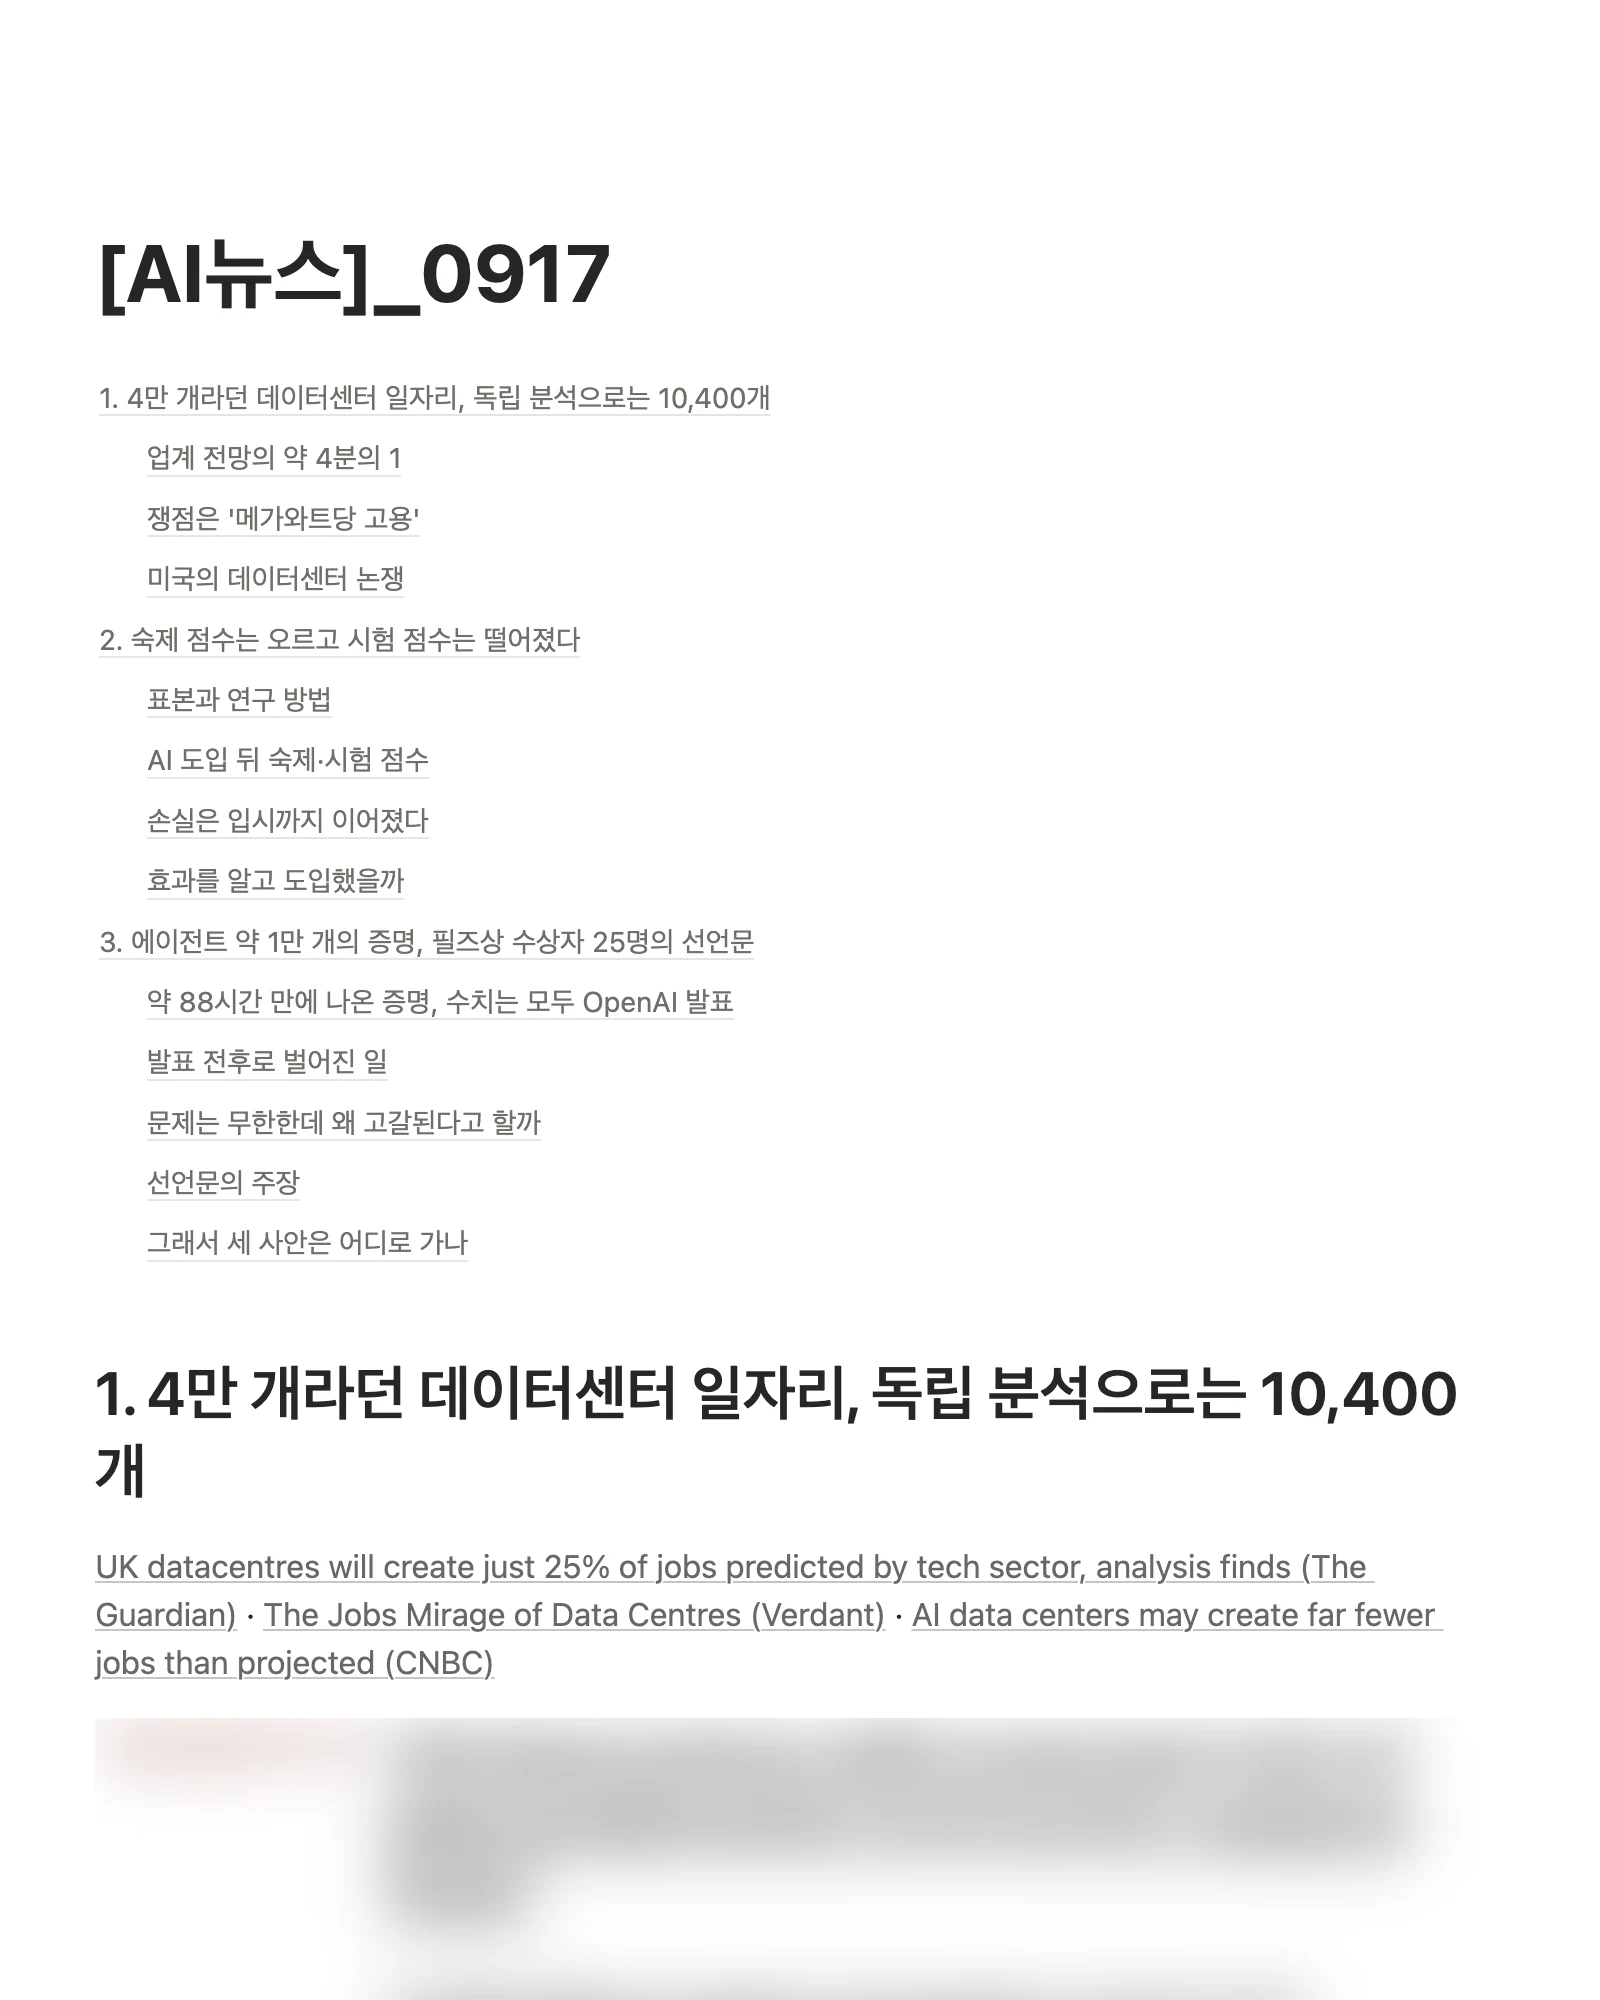 [AI뉴스]_0917
1. 4만 개라던 데이터센터 일자리, 독립 분석으로는 10,400개
업계 전망의 약 4분의 1
쟁점은 '메가와트당 고용'
미국의 데이터센터 논쟁
2. 숙제 점수는 오르고 시험 점수는 떨어졌다
표본과 연구 방법
AI 도입 뒤 숙제·시험 점수
손실은 입시까지 이어졌다
효과를 알고 도입했을까
3. 에이전트 약 1만 개의 증명, 필즈상 수상자 25명의 선언문
약 88시간 만에 나온 증명, 수치는 모두 OpenAI 발표
발표 전후로 벌어진 일
문제는 무한한데 왜 고갈된다고 할까
선언문의 주장
그래서 세 사안은 어디로 가나
1. 4만 개라던 데이터센터 일자리, 독립 분석으로는 10,400
개
UK datacentres will create just 25% of jobs predicted by tech sector, analysis finds (The
Guardian) · The Jobs Mirage of Data Centres (Verdant) · AI data centers may create far fewer
jobs than projected (CNBC)